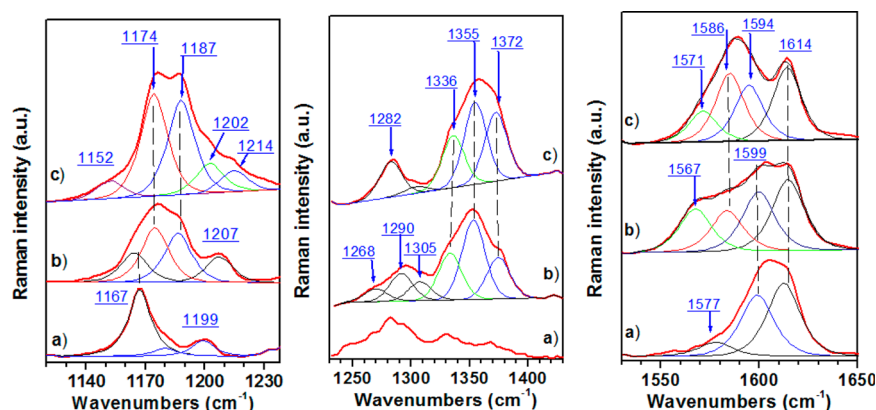 1174
1187
1202
1214
1152
c)
1207
b)
1167
1199
a)
1140 1170 1200 1230
Wavenumbers (cm-1)
Raman intensity (a.u.)
1355
1336
1372
1282
c)
1290
1268
1305
b)
a)
1250 1300 1350 1400
Wavenumbers (cm-1)
Raman intensity (a.u.)
1586
1594
1571
1614
c)
1599
1567
b)
1577
a)
1550 1600 1650
Wavenumbers (cm-1)
Raman intensity (a.u.)